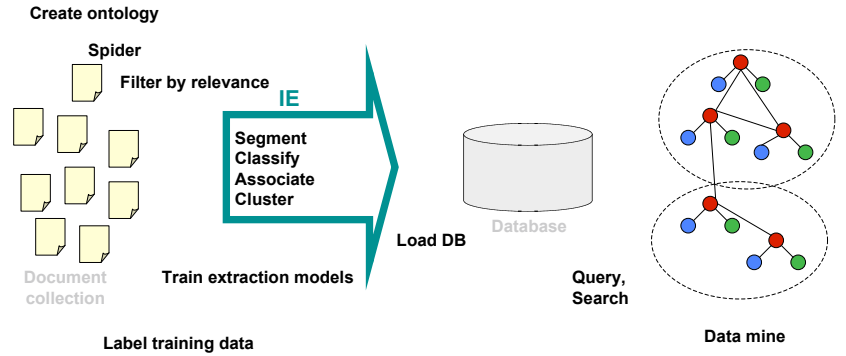 Create ontology
Spider
Filter by relevance
IE
Segment
Classify
Associate
Cluster
Database
Load DB
Document
collection
Train extraction models
Query,
Search
Label training data
Data mine